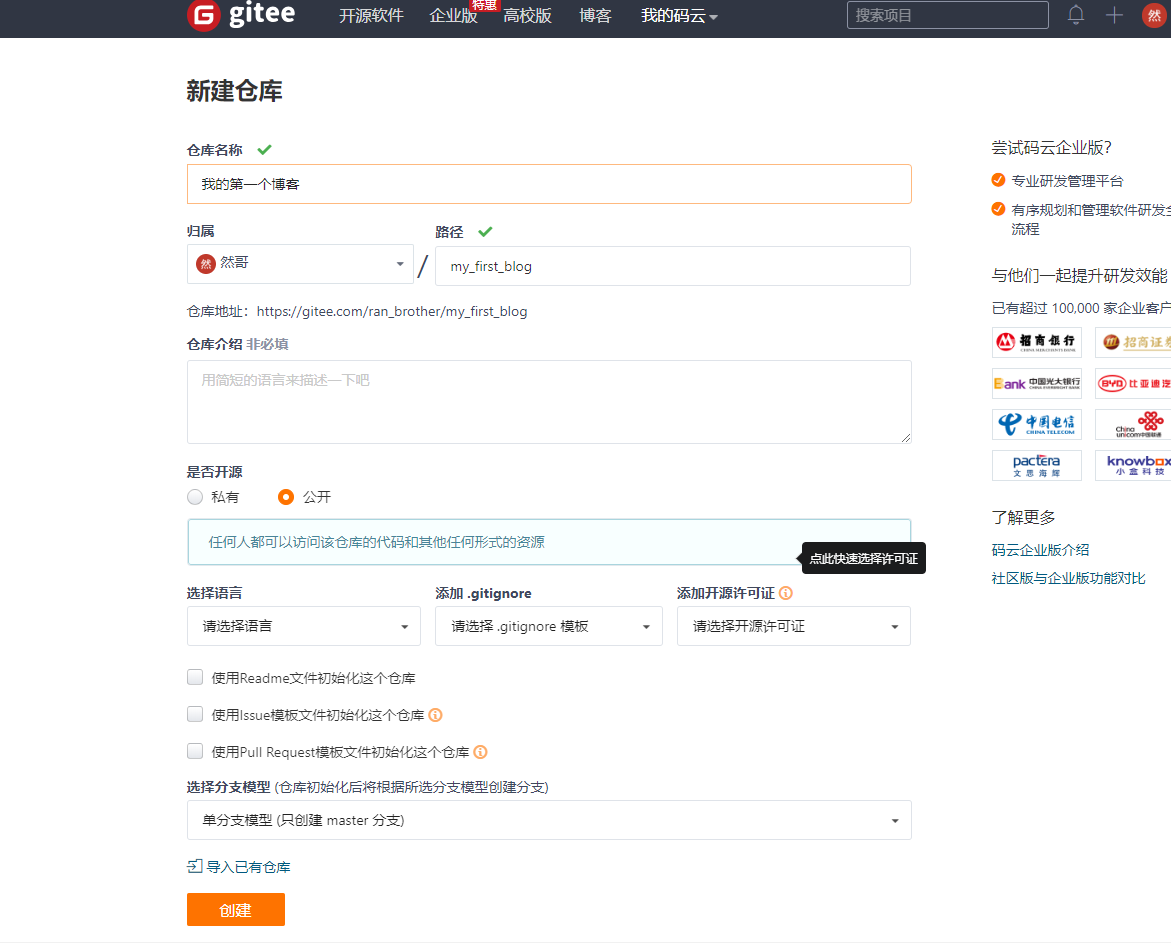 gitee
开源软件 企业版 特惠 高校版 博客 我的码云 搜索项目 然
新建仓库
仓库名称
我的第一个博客
归属 路径
然 然哥 / my_first_blog
仓库地址：https://gitee.com/ran_brother/my_first_blog
仓库介绍 非必填
用简短的语言来描述一下吧
是否开源
私有 公开
任何人都可以访问该仓库的代码和其他任何形式的资源
点此快速选择许可证
选择语言 添加 .gitignore 添加开源许可证
请选择语言 请选择 .gitignore 模板 请选择开源许可证
使用Readme文件初始化这个仓库
使用Issue模板文件初始化这个仓库
使用Pull Request模板文件初始化这个仓库
选择分支模型 (仓库初始化后将根据所选分支模型创建分支)
单分支模型 (只创建 master 分支)
导入已有仓库
创建
尝试码云企业版？
专业研发管理平台
有序规划和管理软件研发全
流程
与他们一起提升研发效能
已有超过 100,000 家企业客户
招商银行 招商证券
CHINA MERCHANTS BANK
Bank 中国光大银行 BYD 比亚迪汽
CHINA EVERBRIGHT BANK
中国电信 China
CHINA TELECOM unicom中国联通
pactera knowbox
文思海辉 小盒科技
了解更多
码云企业版介绍
社区版与企业版功能对比